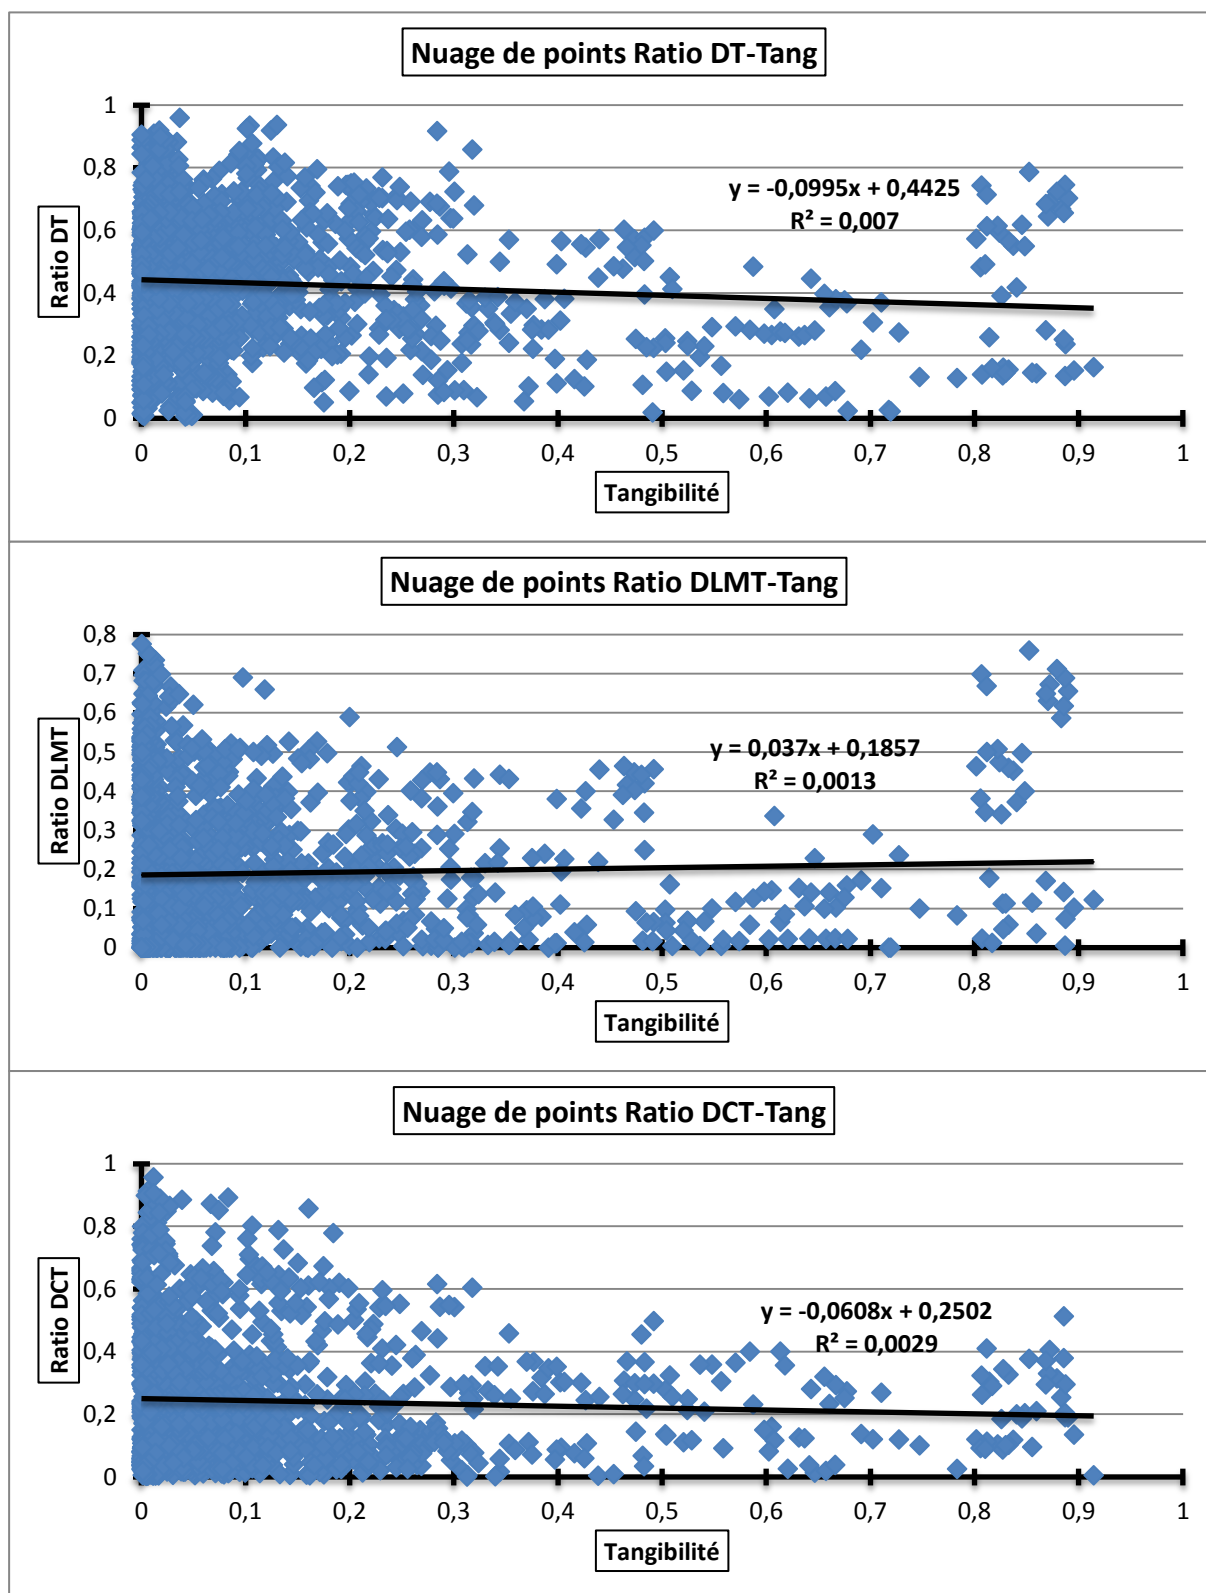 Nuage de points Ratio DT-Tang
1
0,8
0,6
0,4
0,2
0
Ratio DT
y = -0,0995x + 0,4425
R² = 0,007
0 0,1 0,2 0,3 0,4 0,5 0,6 0,7 0,8 0,9 1
Tangibilité
Nuage de points Ratio DLMT-Tang
0,8
0,7
0,6
0,5
0,4
0,3
0,2
0,1
0
Ratio DLMT
y = 0,037x + 0,1857
R² = 0,0013
0 0,1 0,2 0,3 0,4 0,5 0,6 0,7 0,8 0,9 1
Tangibilité
Nuage de points Ratio DCT-Tang
1
0,8
0,6
0,4
0,2
0
Ratio DCT
y = -0,0608x + 0,2502
R² = 0,0029
0 0,1 0,2 0,3 0,4 0,5 0,6 0,7 0,8 0,9 1
Tangibilité